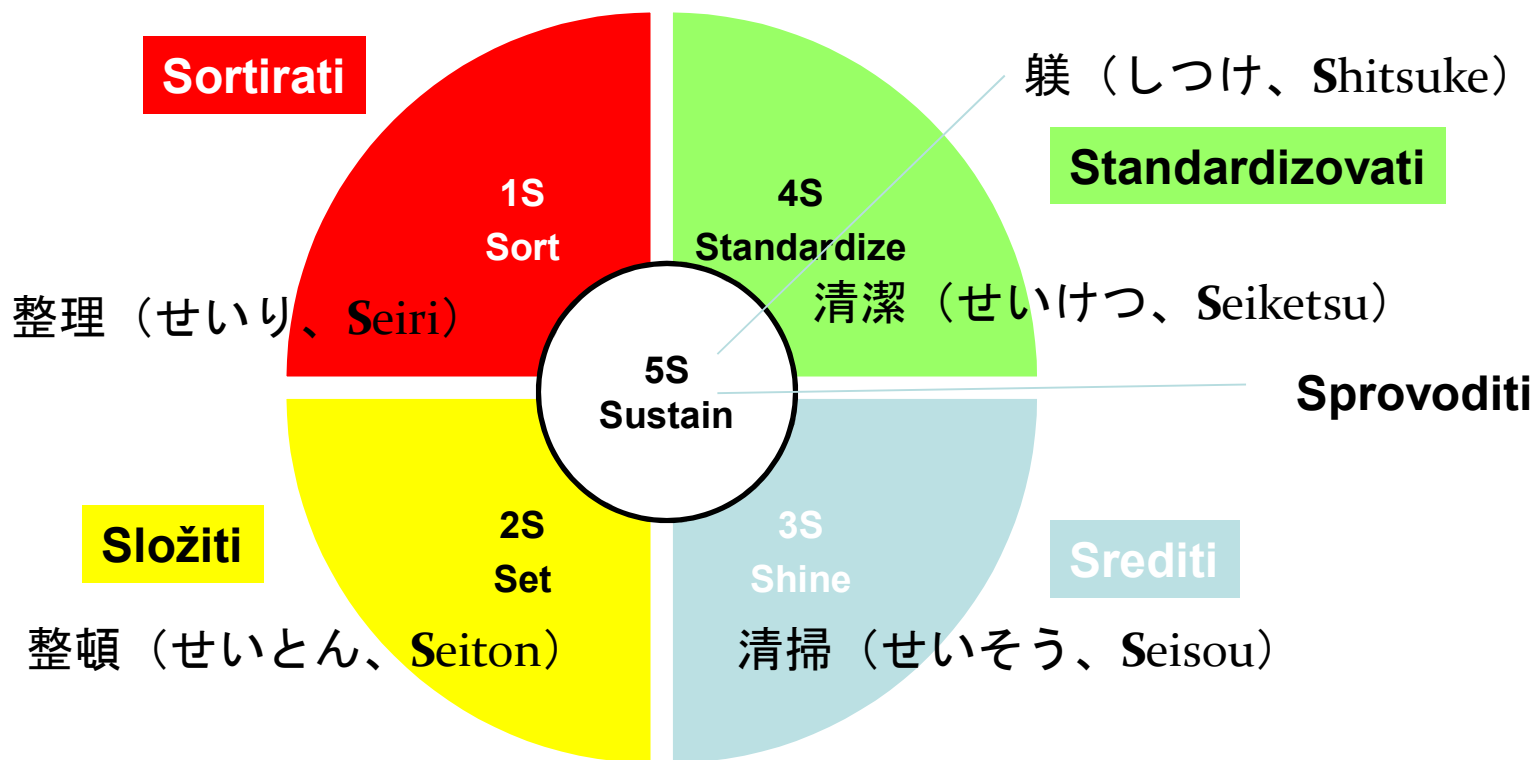 Sortirati
1S
Sort
整理（せいり、Seiri）
躾（しつけ、Shitsuke）
Standardizovati
4S
Standardize
清潔（せいけつ、Seiketsu）
5S
Sustain
Sprovoditi
Složiti
2S
Set
整頓（せいとん、Seiton）
3S
Shine
Srediti
清掃（せいそう、Seisou）